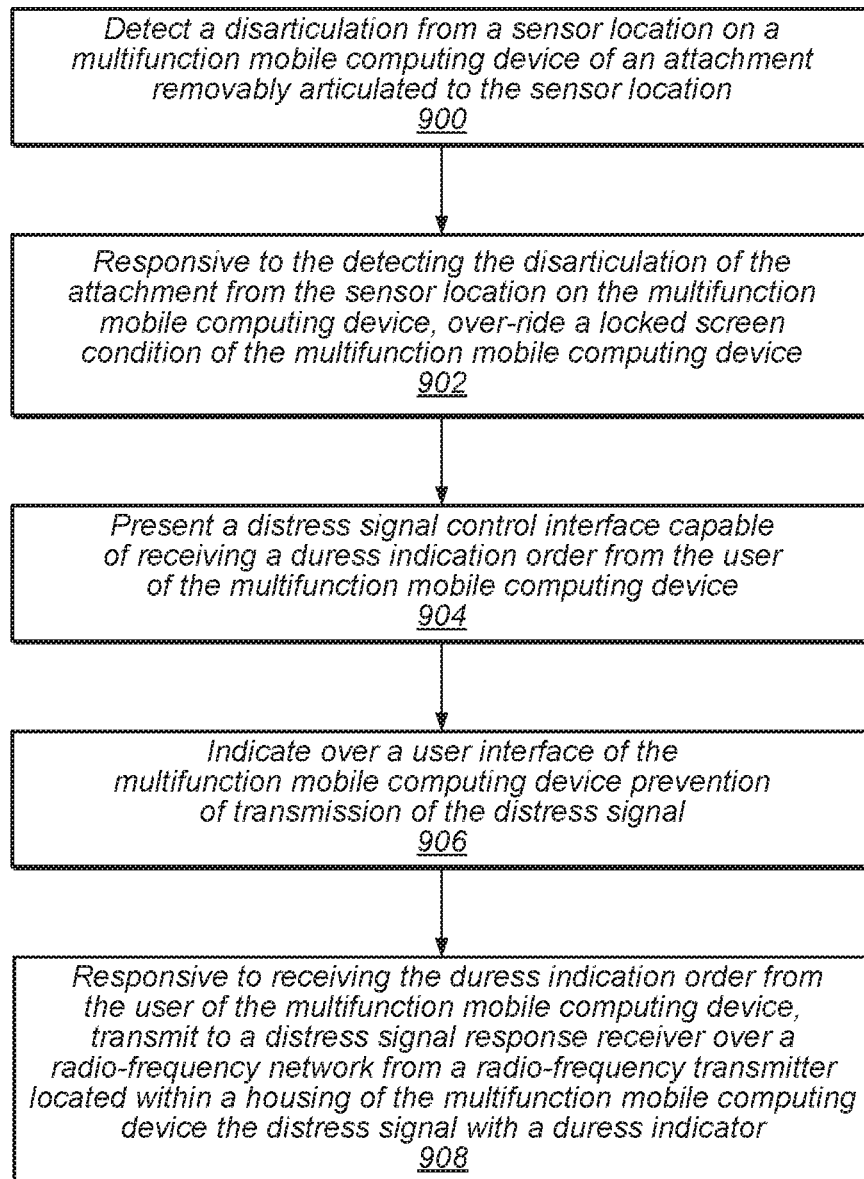 Detect a disarticulation from a sensor location on a
multifunction mobile computing device of an attachment
removably articulated to the sensor location
900
Responsive to the detecting the disarticulation of the
attachment from the sensor location on the multifunction
mobile computing device, over-ride a locked screen
condition of the multifunction mobile computing device
902
Present a distress signal control interface capable
of receiving a duress indication order from the user
of the multifunction mobile computing device
904
Indicate over a user interface of the
multifunction mobile computing device prevention
of transmission of the distress signal
906
Responsive to receiving the duress indication order from
the user of the multifunction mobile computing device,
transmit to a distress signal response receiver over a
radio-frequency network from a radio-frequency transmitter
located within a housing of the multifunction mobile computing
device the distress signal with a duress indicator
908